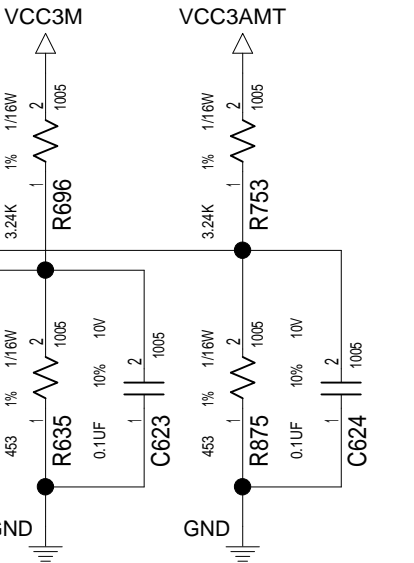 VCC3M
VCC3AMT
3.24K 1% 1/16W
1 2
1005
R696
3.24K 1% 1/16W
1 2
1005
R753
453 1% 1/16W
1 2
1005
R635
0.1UF 10% 10V
1 2
1005
C623
453 1% 1/16W
1 2
1005
R875
0.1UF 10% 10V
1 2
1005
C624
GND